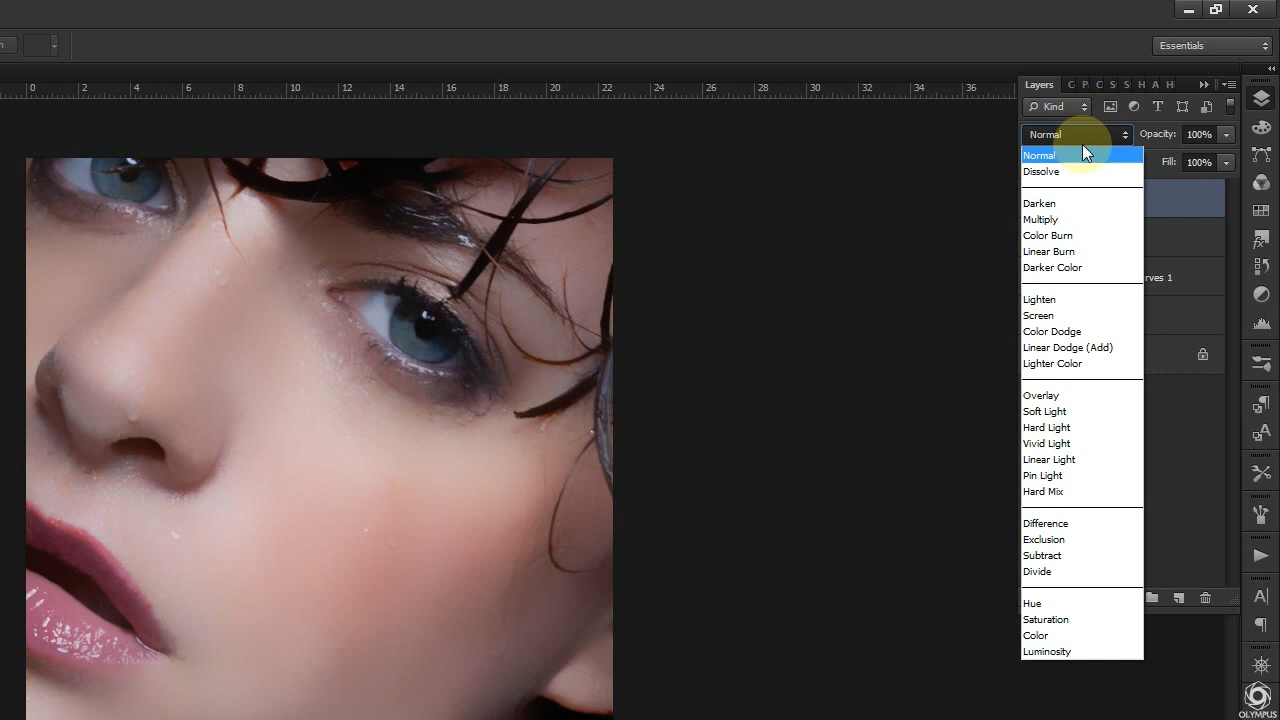 Essentials
0 2 4 6 8 10 12 14 16 18 20 22 24 26 28 30 32 34 36
Layers C P C S S H A H
Kind
Normal Opacity: 100%
Fill: 100%
Normal
Dissolve
Darken
Multiply
Color Burn
Linear Burn
Darker Color
rves 1
Lighten
Screen
Color Dodge
Linear Dodge (Add)
Lighter Color
Overlay
Soft Light
Hard Light
Vivid Light
Linear Light
Pin Light
Hard Mix
Difference
Exclusion
Subtract
Divide
Hue
Saturation
Color
Luminosity
OLYMPUS